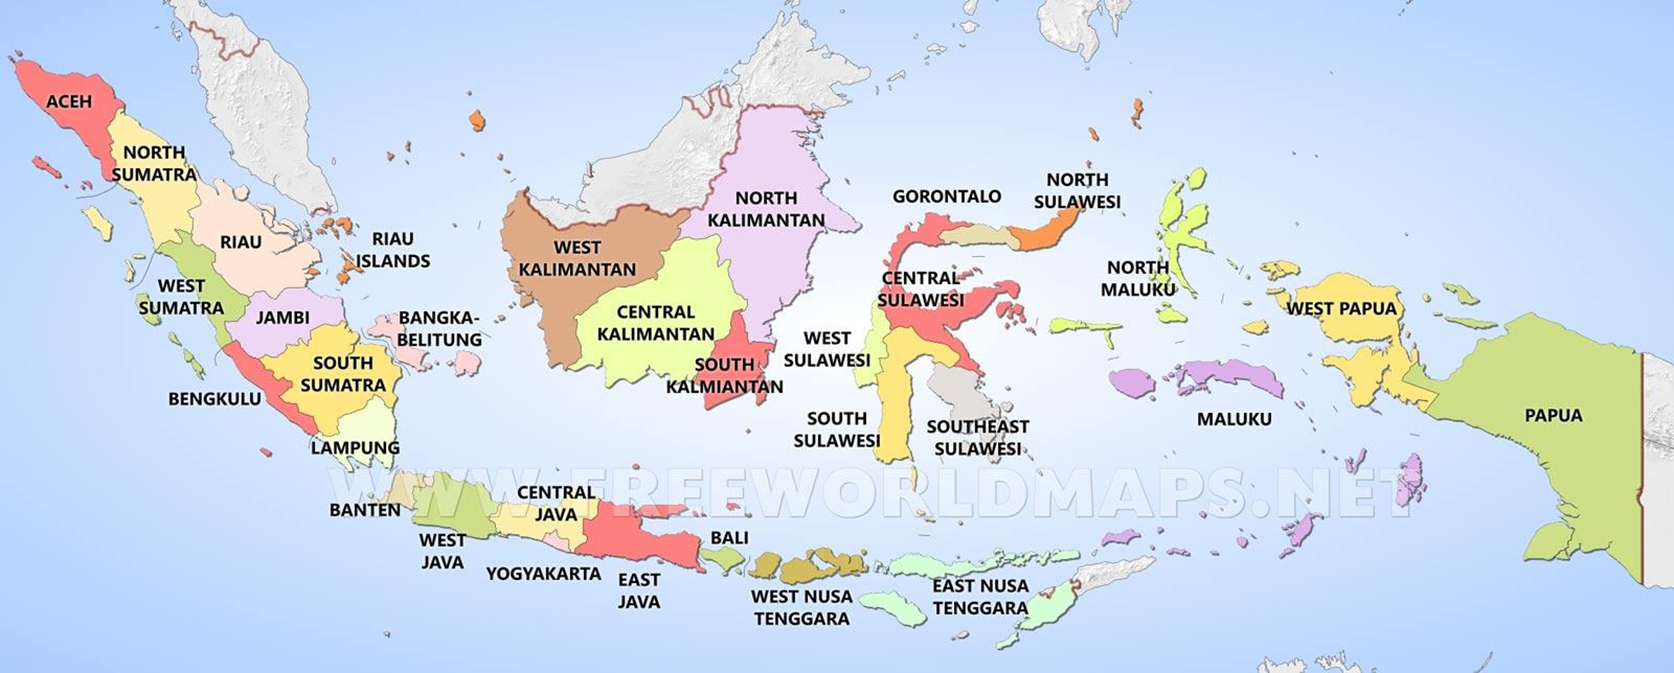 ACEH
NORTH
SUMATRA
RIAU
RIAU
ISLANDS
WEST
SUMATRA
JAMBI
BANGKA-
BELITUNG
SOUTH
SUMATRA
BENGKULU
LAMPUNG
WEST
KALIMANTAN
NORTH
KALIMANTAN
CENTRAL
KALIMANTAN
SOUTH
KALMIANTAN
GORONTALO
NORTH
SULAWESI
CENTRAL
SULAWESI
WEST
SULAWESI
SOUTH
SULAWESI
SOUTHEAST
SULAWESI
NORTH
MALUKU
MALUKU
WEST PAPUA
PAPUA
WWW.FREEWORLDMAPS.NET
BANTEN
WEST
JAVA
CENTRAL
JAVA
YOGYAKARTA
EAST
JAVA
BALI
WEST NUSA
TENGGARA
EAST NUSA
TENGGARA